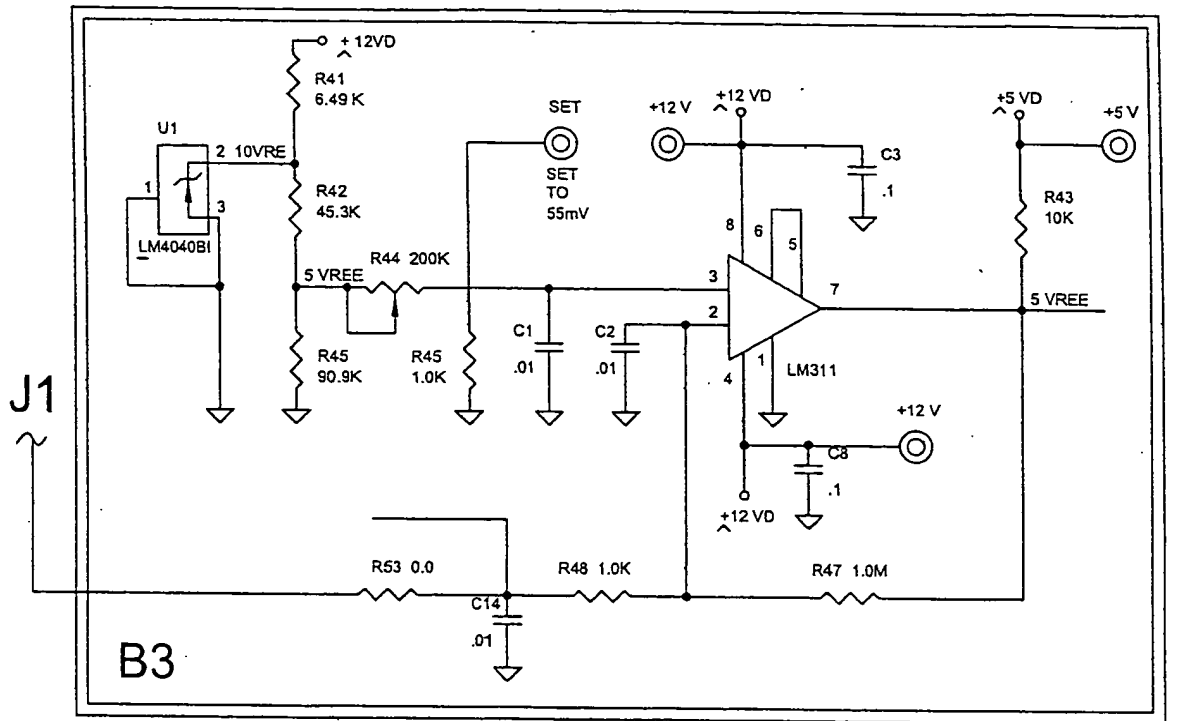 + 12VD
R41
6.49 K
U1
2 10VRE
1
3
LM4040BI
R42
45.3K
5 VREE
R44 200K
R45
90.9K
SET
SET
TO
55mV
R45
1.0K
C1
.01
C2
.01
+12 V
+12 VD
C3
.1
8
6
5
3
2
7
1
4
LM311
+5 VD
+5 V
R43
10K
5 VREE
+12 V
C8
.1
+12 VD
J1
R53 0.0
C14
.01
R48 1.0K
R47 1.0M
B3